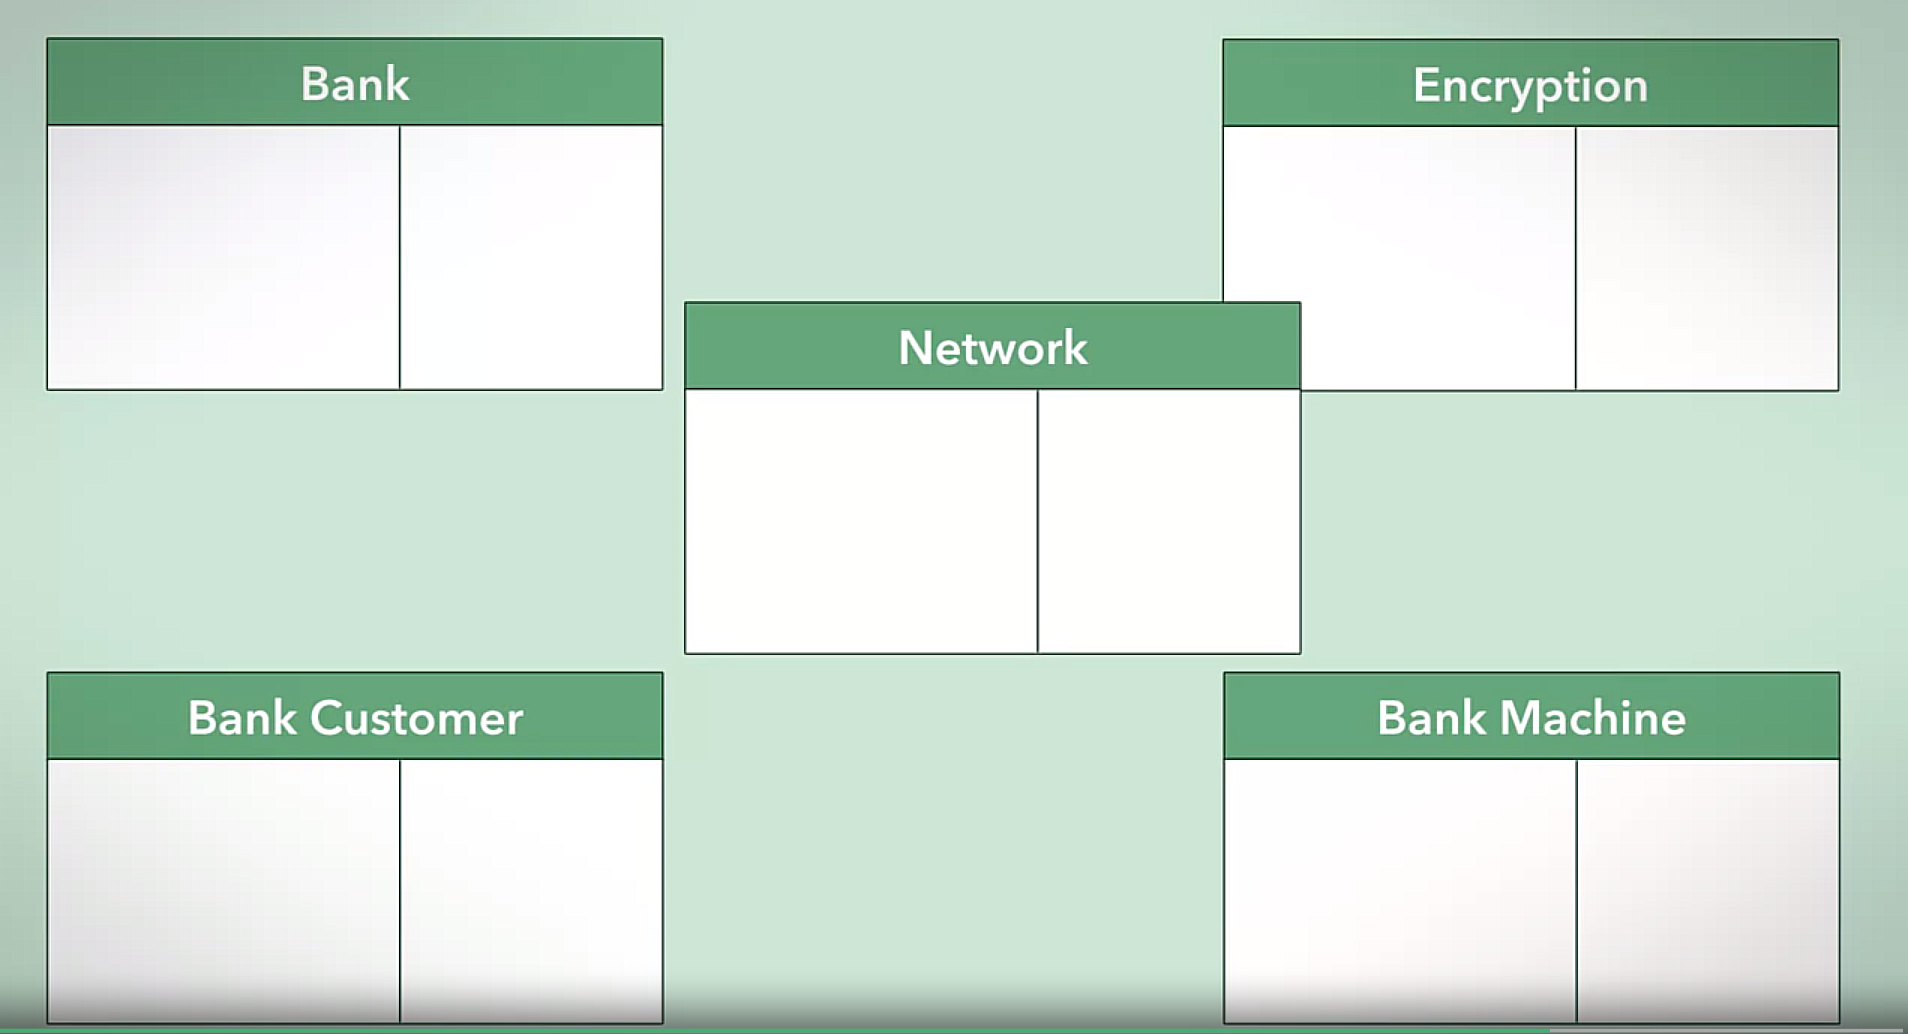 Bank
Encryption
Network
Bank Customer
Bank Machine